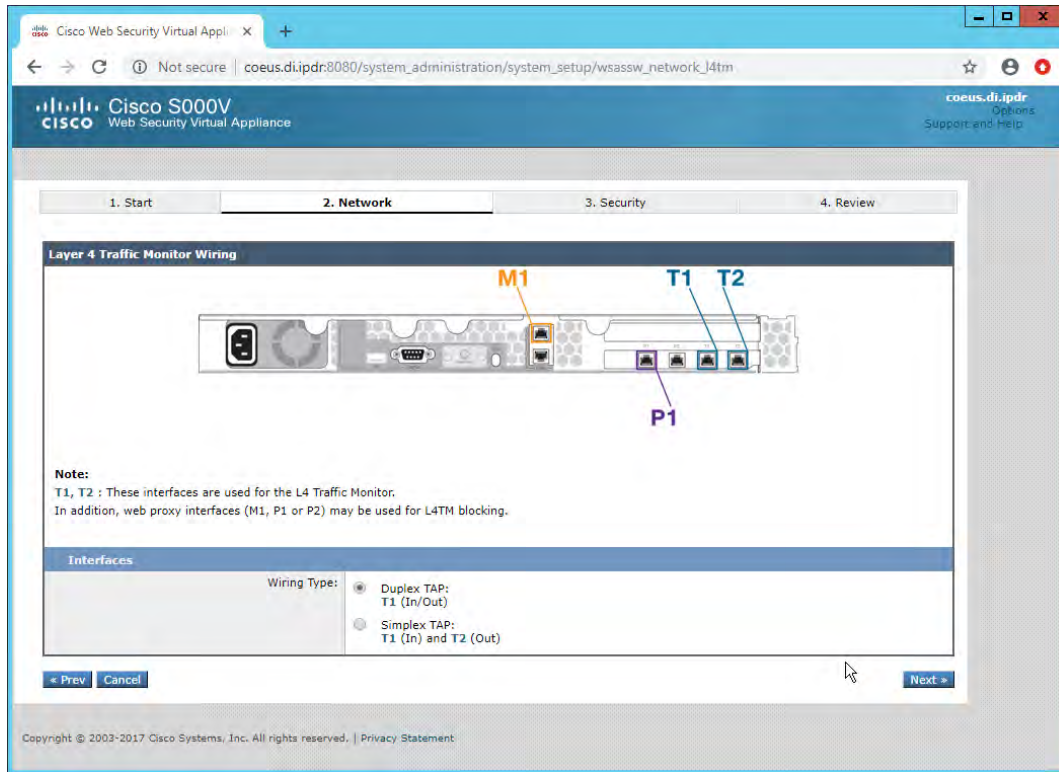 Cisco Web Security Virtual Appli
Not secure | coeus.di.ipdr:8080/system_administration/system_setup/wsassw_network_l4tm
cisco Cisco S000V
Web Security Virtual Appliance
coeus.di.ipdr
Options
Support and Help
1. Start 2. Network 3. Security 4. Review
Layer 4 Traffic Monitor Wiring
M1 T1 T2
P1
Note:
T1, T2 : These interfaces are used for the L4 Traffic Monitor.
In addition, web proxy interfaces (M1, P1 or P2) may be used for L4TM blocking.
Interfaces
Wiring Type: Duplex TAP:
T1 (In/Out)
Simplex TAP:
T1 (In) and T2 (Out)
« Prev Cancel Next »
Copyright © 2003-2017 Cisco Systems, Inc. All rights reserved. | Privacy Statement